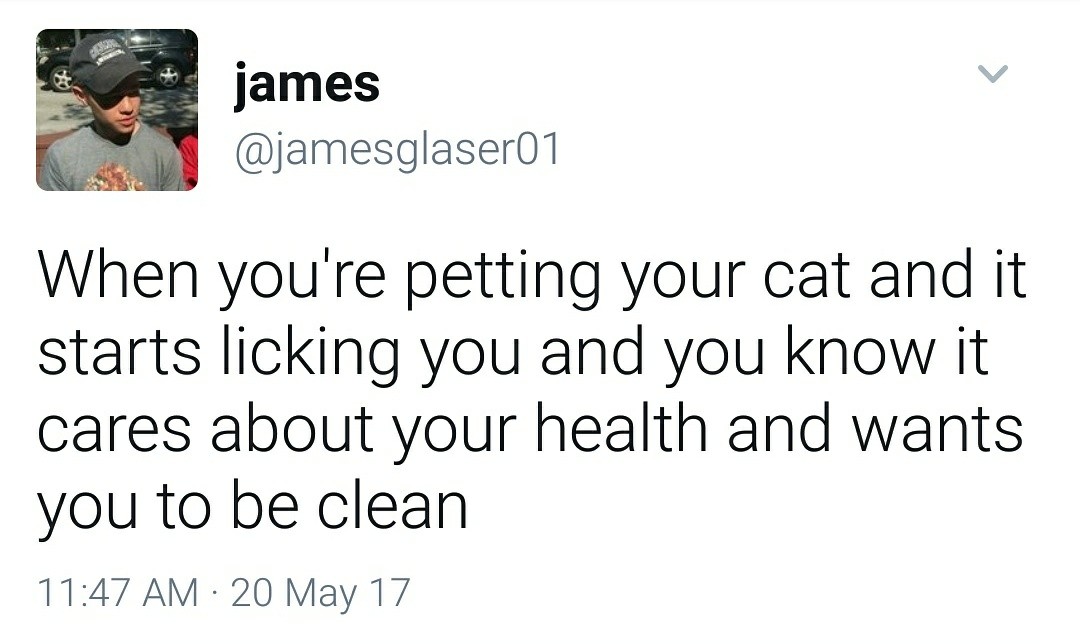 james
@jamesglaser01
When you're petting your cat and it
starts licking you and you know it
cares about your health and wants
you to be clean
11:47 AM · 20 May 17